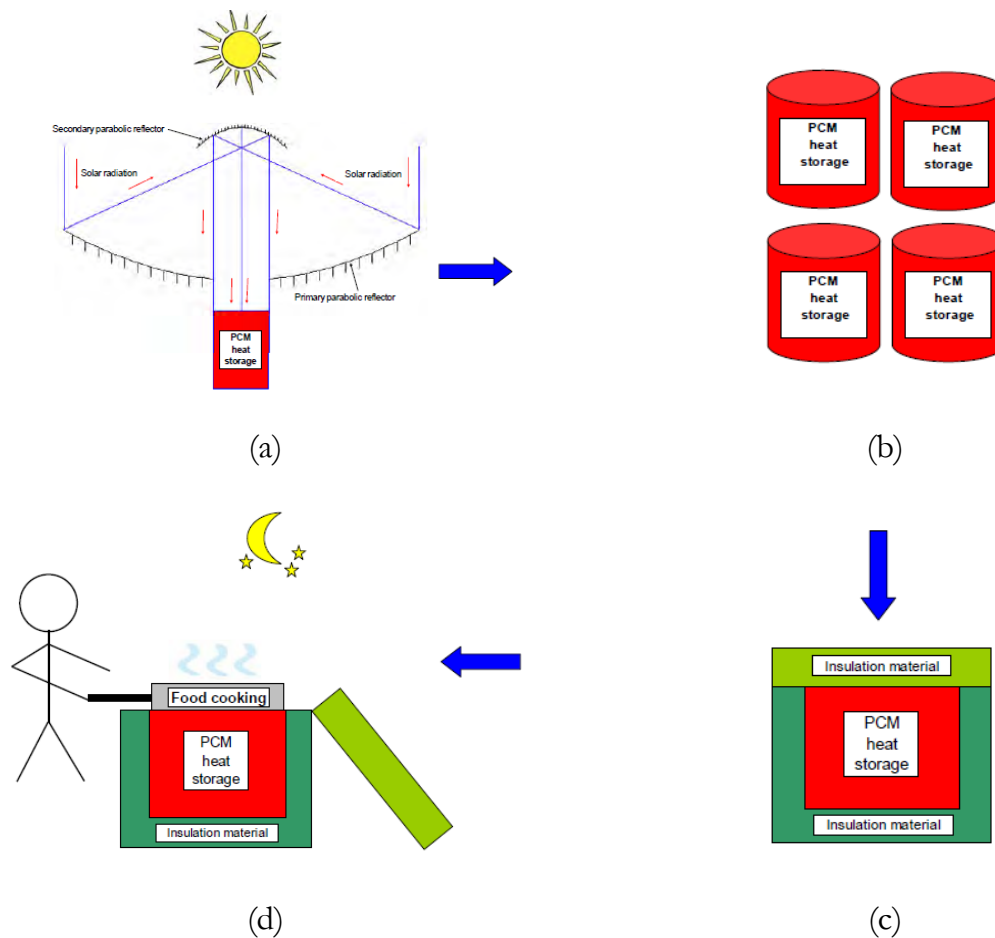 Secondary parabolic reflector
Solar radiation
Solar radiation
Primary parabolic reflector
PCM
heat
storage
(a)
PCM
heat
storage
PCM
heat
storage
PCM
heat
storage
PCM
heat
storage
(b)
Food cooking
PCM
heat
storage
Insulation material
(d)
Insulation material
PCM
heat
storage
Insulation material
(c)